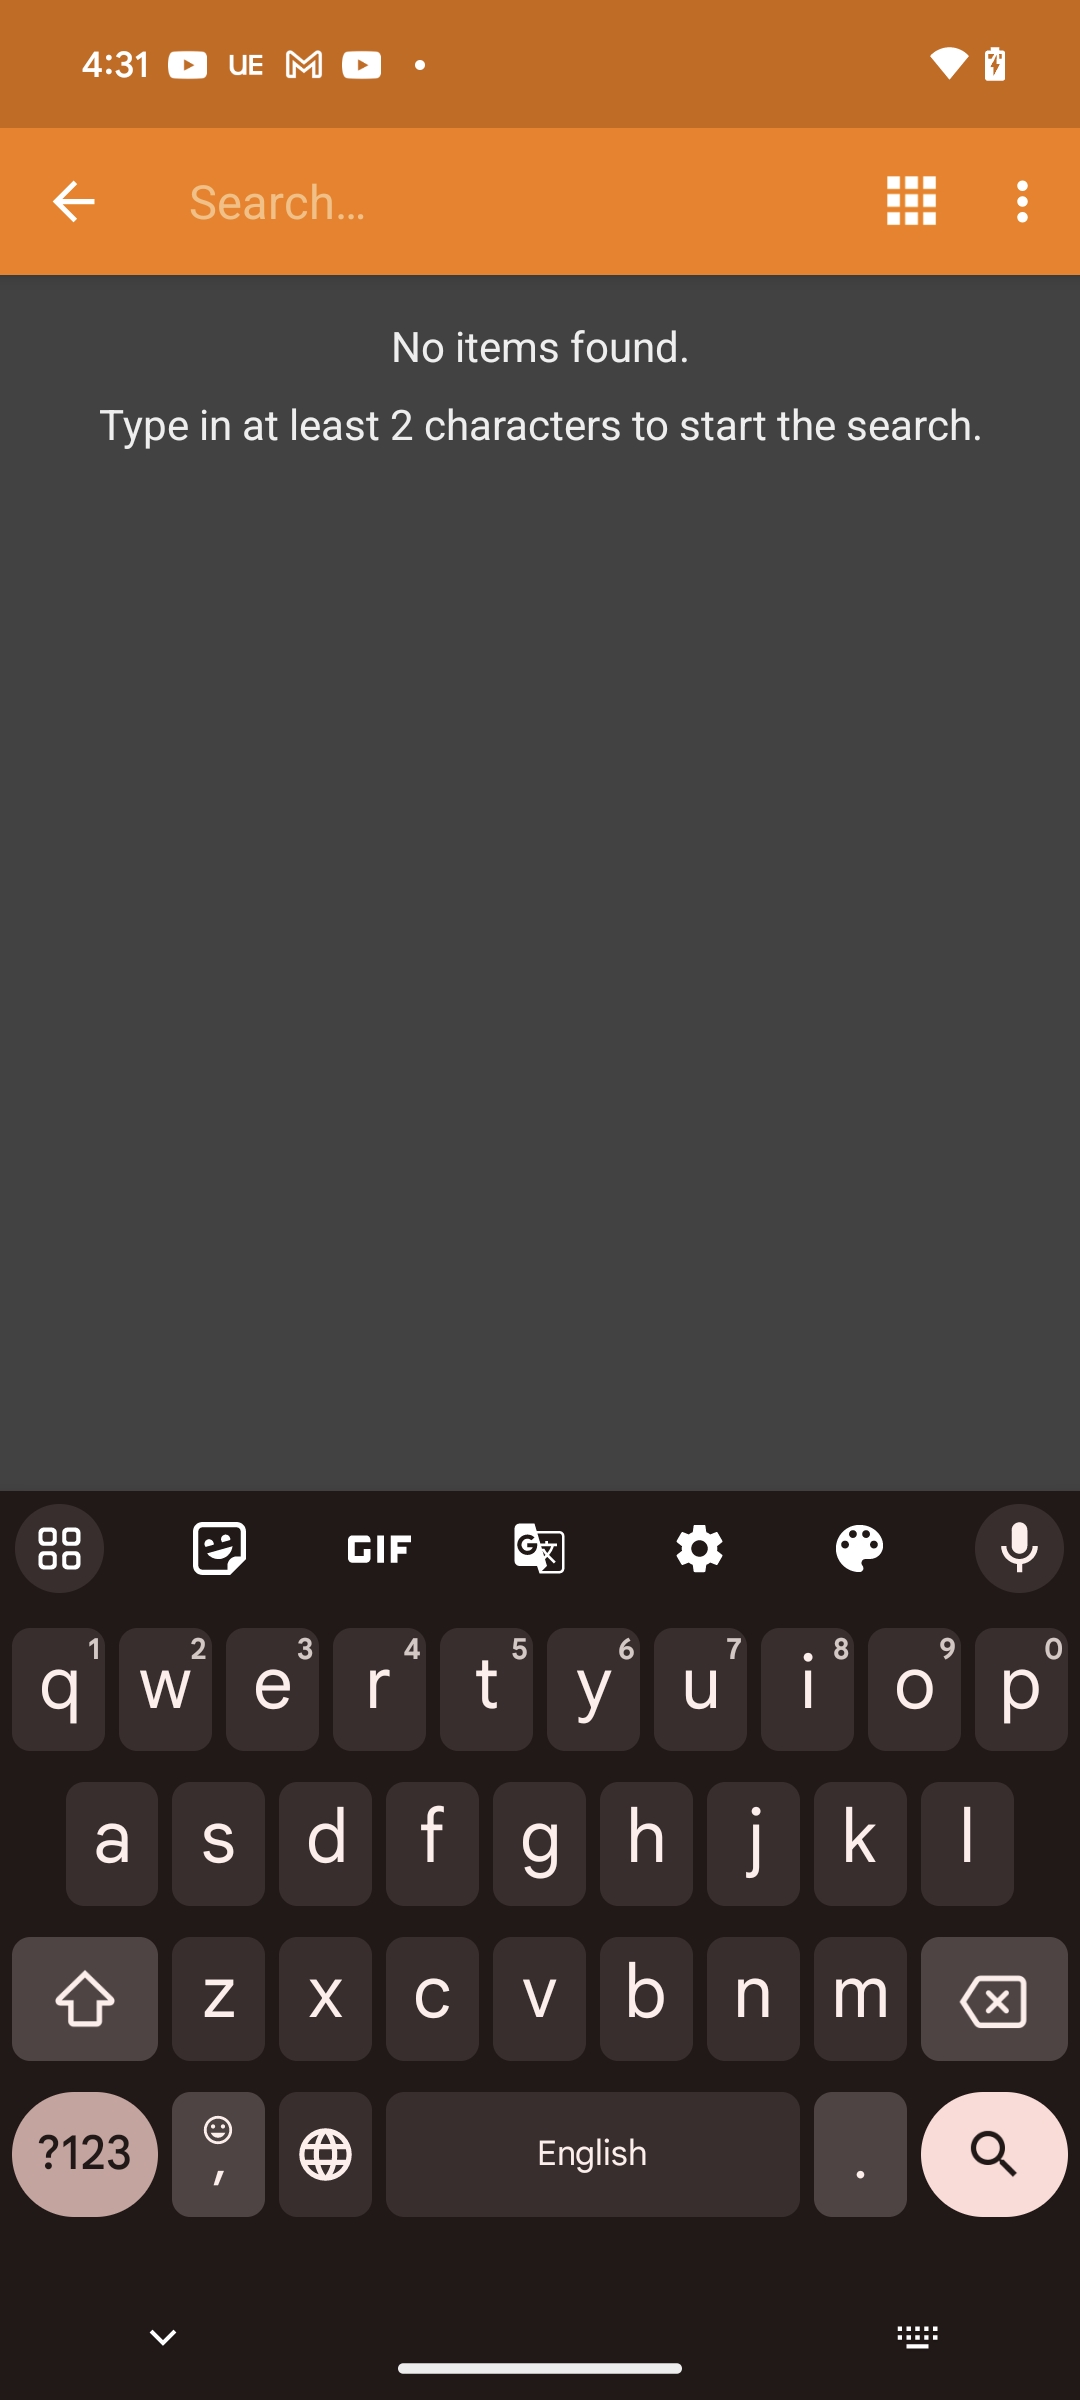 4:31 UE
Search...
No items found.
Type in at least 2 characters to start the search.
GIF
q1 w2 e3 r4 t5 y6 u7 i8 o9 p0
a s d f g h j k l
z x c v b n m
?123 , English .